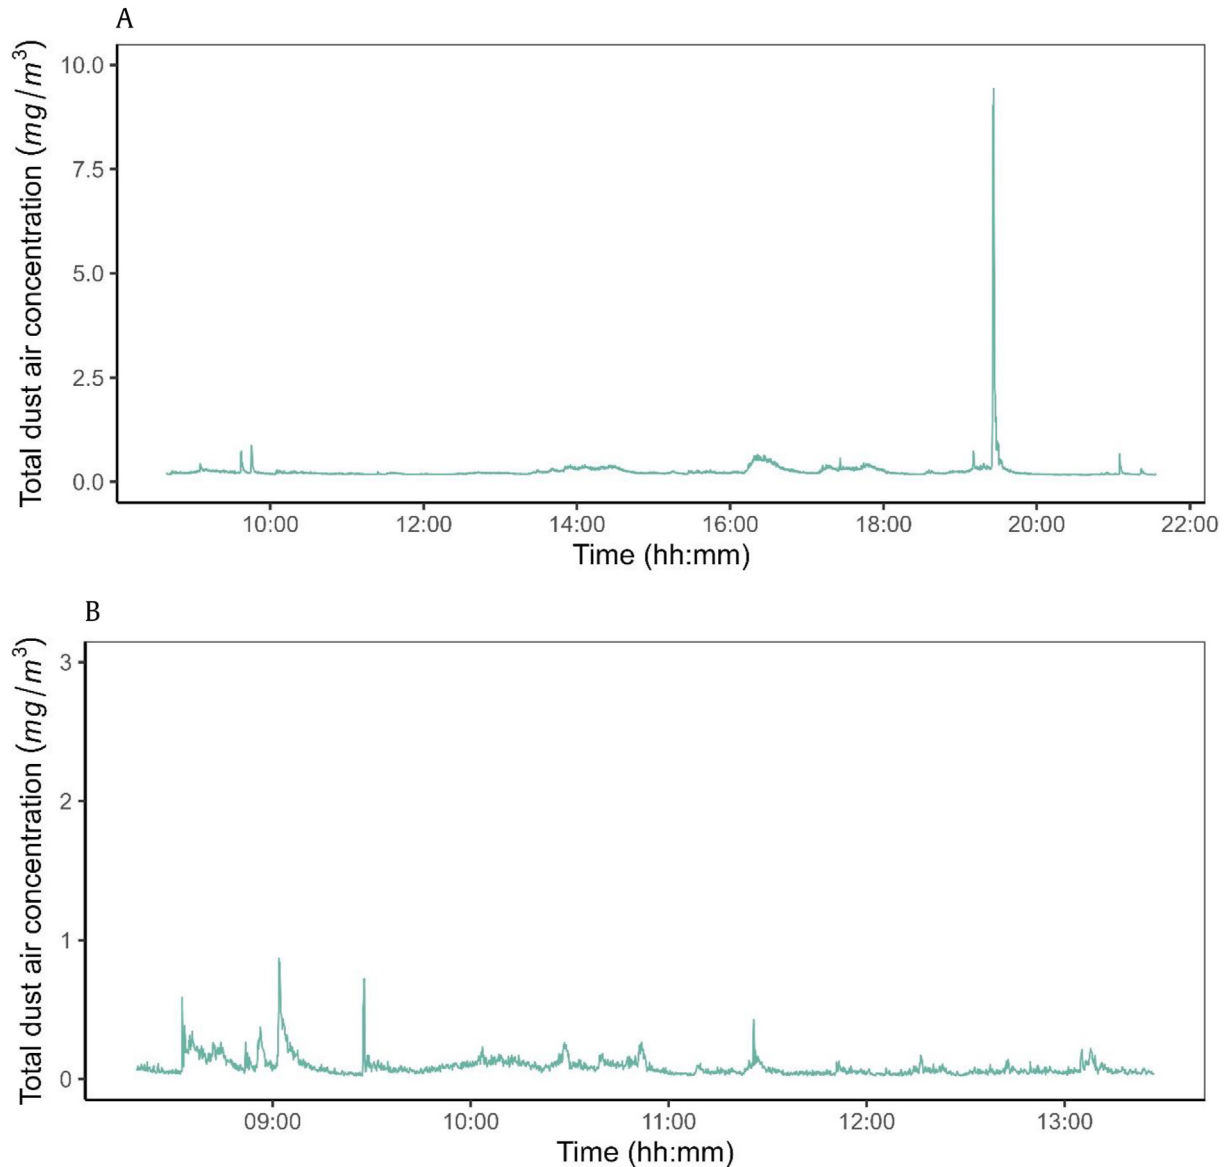 A
Total dust air concentration (mg/m³)
10.0
7.5
5.0
2.5
0.0
10:00 12:00 14:00 16:00 18:00 20:00 22:00
Time (hh:mm)
B
Total dust air concentration (mg/m³)
3
2
1
0
09:00 10:00 11:00 12:00 13:00
Time (hh:mm)